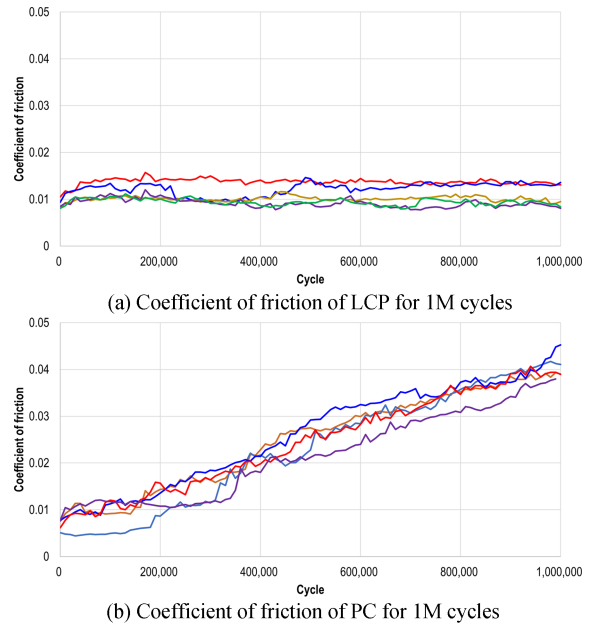 0.05
0.04
0.03
0.02
0.01
0
Coefficient of friction
0 200,000 400,000 600,000 800,000 1,000,000
Cycle
(a) Coefficient of friction of LCP for 1M cycles
0.05
0.04
0.03
0.02
0.01
0
Coefficient of friction
0 200,000 400,000 600,000 800,000 1,000,000
Cycle
(b) Coefficient of friction of PC for 1M cycles